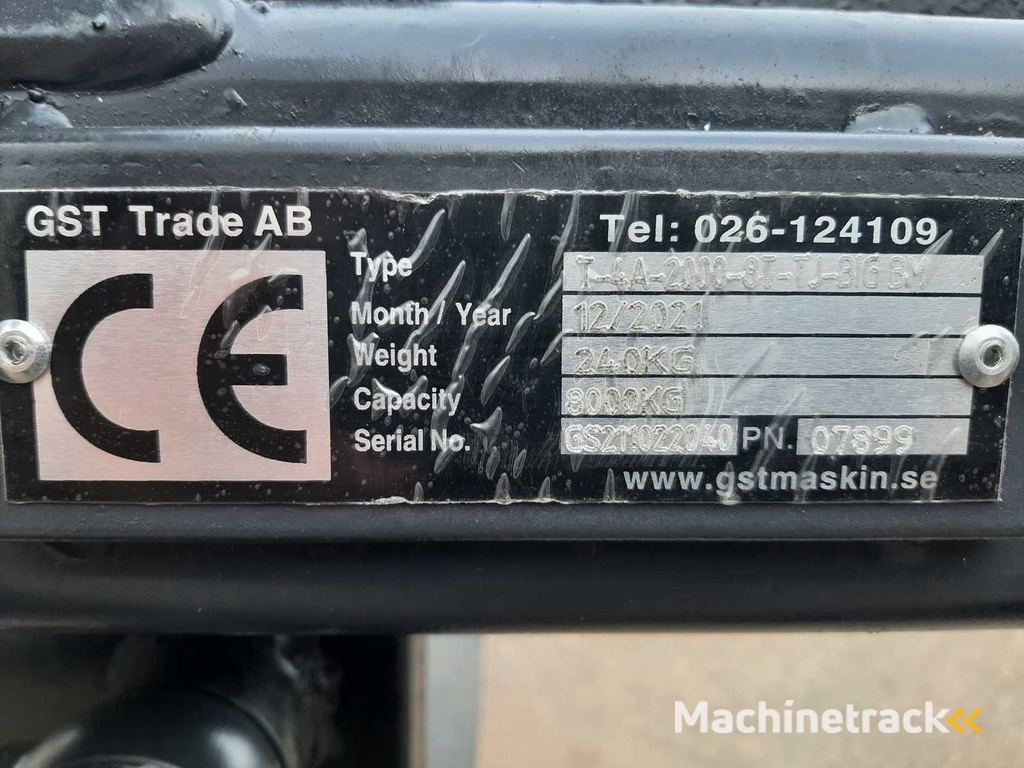 GST Trade AB Tel: 026-124109
CE
Type
Month / Year 12/2021
Weight 240KG
Capacity 8000KG
Serial No. PN. 07899
www.gstmaskin.se
Machinetrack